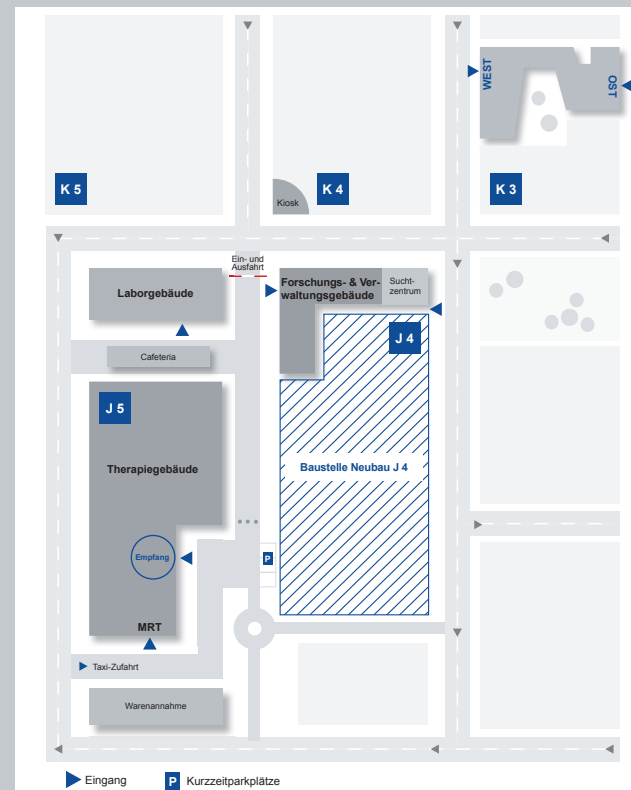 WEST
OST
K 5
K 4
K 3
Kiosk
Ein- und
Ausfahrt
Laborgebäude
Forschungs- & Ver-
waltungsgebäude
Sucht-
zentrum
J 4
Cafeteria
J 5
Therapiegebäude
Baustelle Neubau J 4
Empfang
P
MRT
Taxi-Zufahrt
Warenannahme
Eingang
P Kurzzeitparkplätze